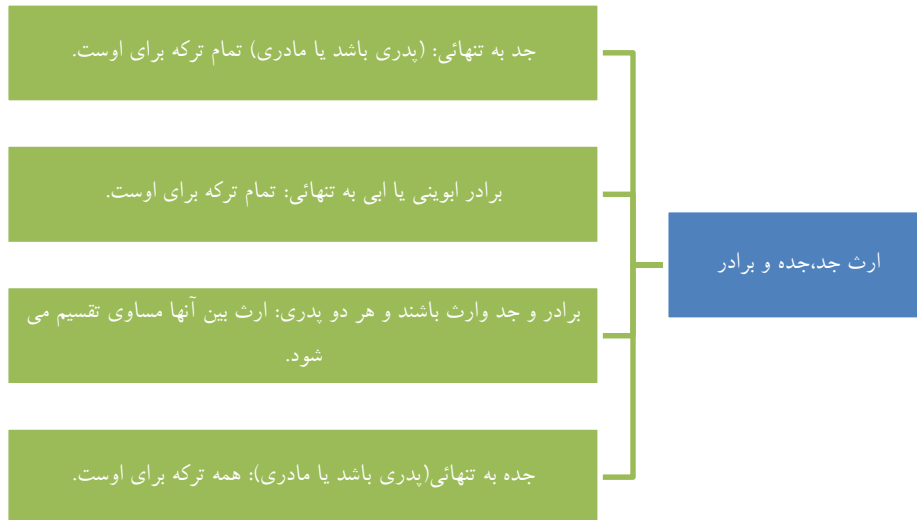 ارث جد،جده و برادر
جد به تنهائی: (پدری باشد یا مادری) تمام ترکه برای اوست.
برادر ابوینی یا ابی به تنهائی: تمام ترکه برای اوست.
برادر و جد وارث باشند و هر دو پدری: ارث بین آنها مساوی تقسیم می
شود.
جده به تنهائی(پدری باشد یا مادری): همه ترکه برای اوست.